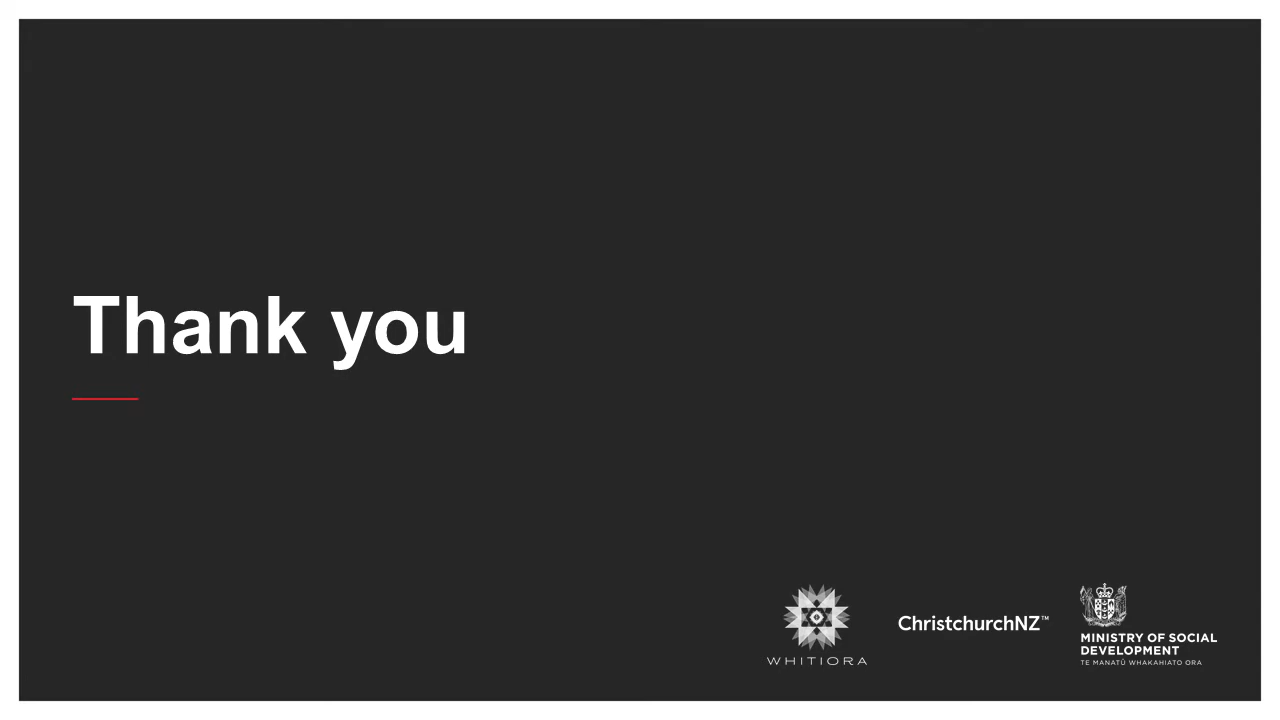 Thank you
WHITIORA
ChristchurchNZ™
MINISTRY OF SOCIAL
DEVELOPMENT
TE MANATŪ WHAKAHIATO ORA